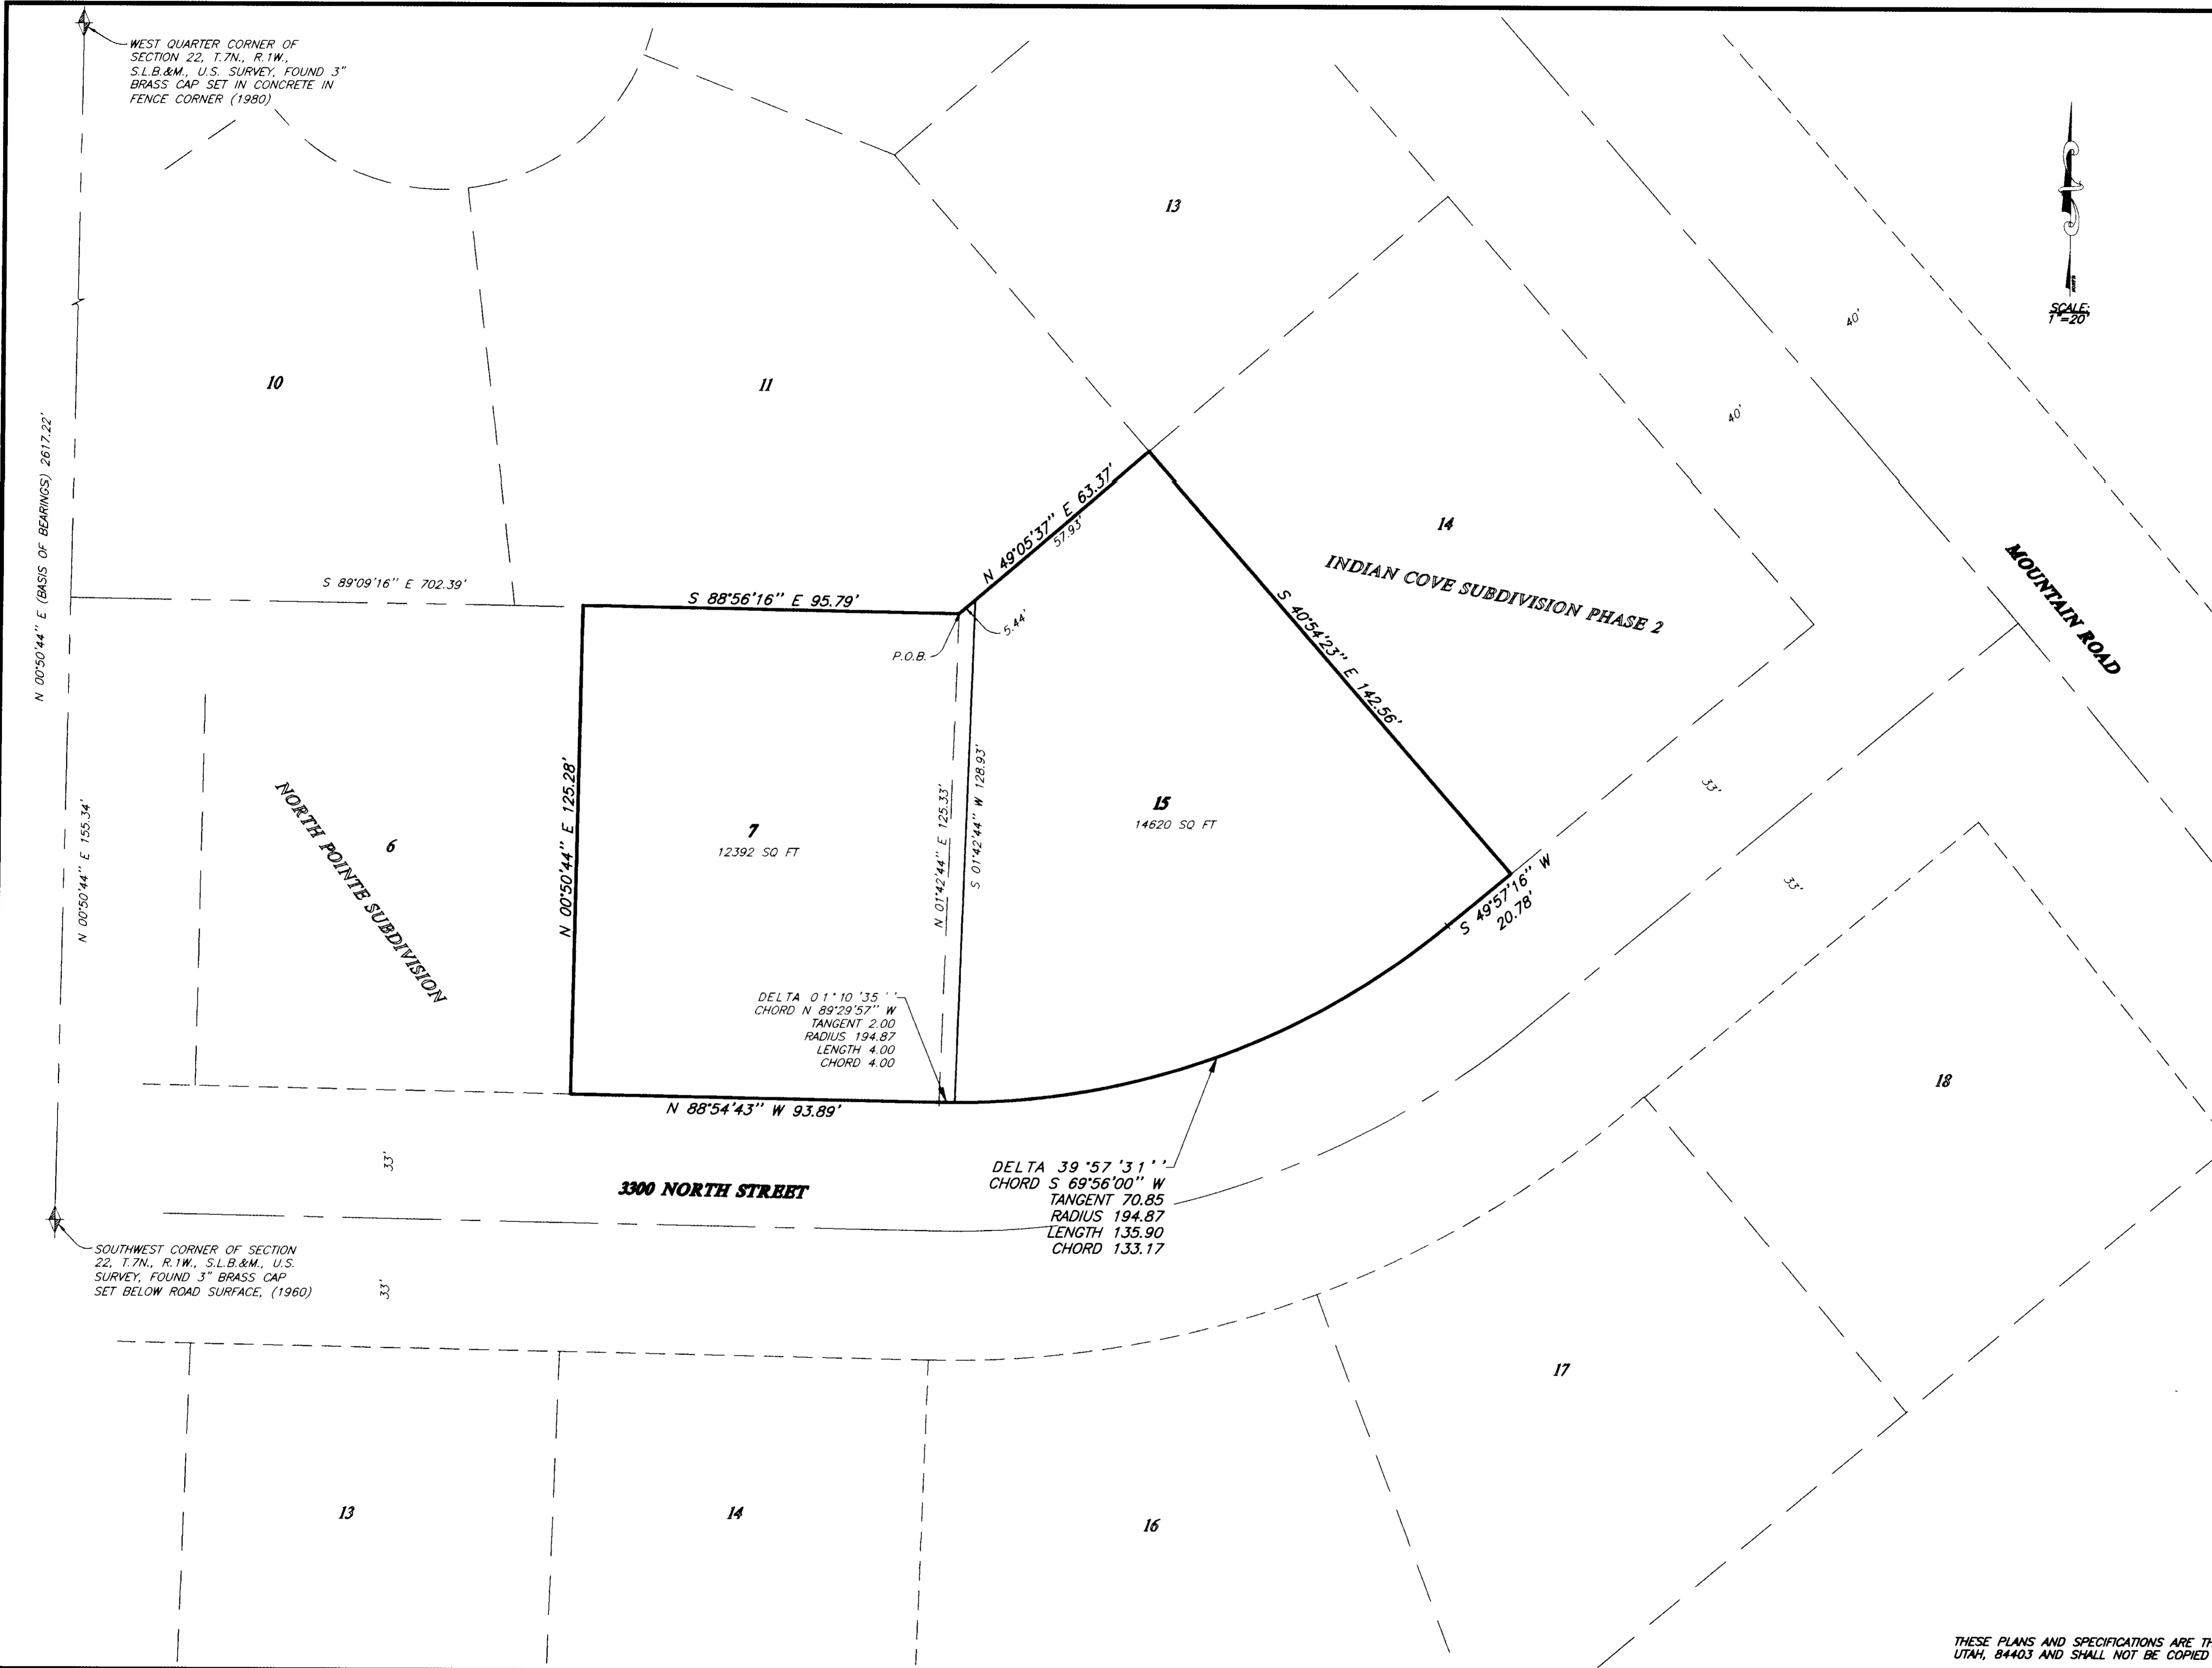 WEST QUARTER CORNER OF
SECTION 22, T.7N., R.1W.,
S.L.B.&M., U.S. SURVEY, FOUND 3"
BRASS CAP SET IN CONCRETE IN
FENCE CORNER (1980)
SCALE:
1"=20'
13
40'
40'
10
11
N 00°50'44" E (BASIS OF BEARINGS) 2617.22'
N 49°05'37" E 63.37'
57.93'
14
INDIAN COVE SUBDIVISION PHASE 2
MOUNTAIN ROAD
S 89°09'16" E 702.39'
S 88°56'16" E 95.79'
5.44'
P.O.B.
S 40°54'23" E 142.56'
N 00°50'44" E 155.34'
NORTH POINTE SUBDIVISION
6
N 00°50'44" E 125.28'
7
12392 SQ FT
N 01°42'44" E 125.33'
S 01°42'44" W 128.93'
15
14620 SQ FT
33'
33'
S 49°57'16" W
20.78'
DELTA 01°10'35''
CHORD N 89°29'57" W
TANGENT 2.00
RADIUS 194.87
LENGTH 4.00
CHORD 4.00
N 88°54'43" W 93.89'
18
33'
3300 NORTH STREET
DELTA 39°57'31''
CHORD S 69°56'00" W
TANGENT 70.85
RADIUS 194.87
LENGTH 135.90
CHORD 133.17
SOUTHWEST CORNER OF SECTION
22, T.7N., R.1W., S.L.B.&M., U.S.
SURVEY, FOUND 3" BRASS CAP
SET BELOW ROAD SURFACE, (1960)
33'
17
13
14
16
THESE PLANS AND SPECIFICATIONS ARE TH
UTAH, 84403 AND SHALL NOT BE COPIED